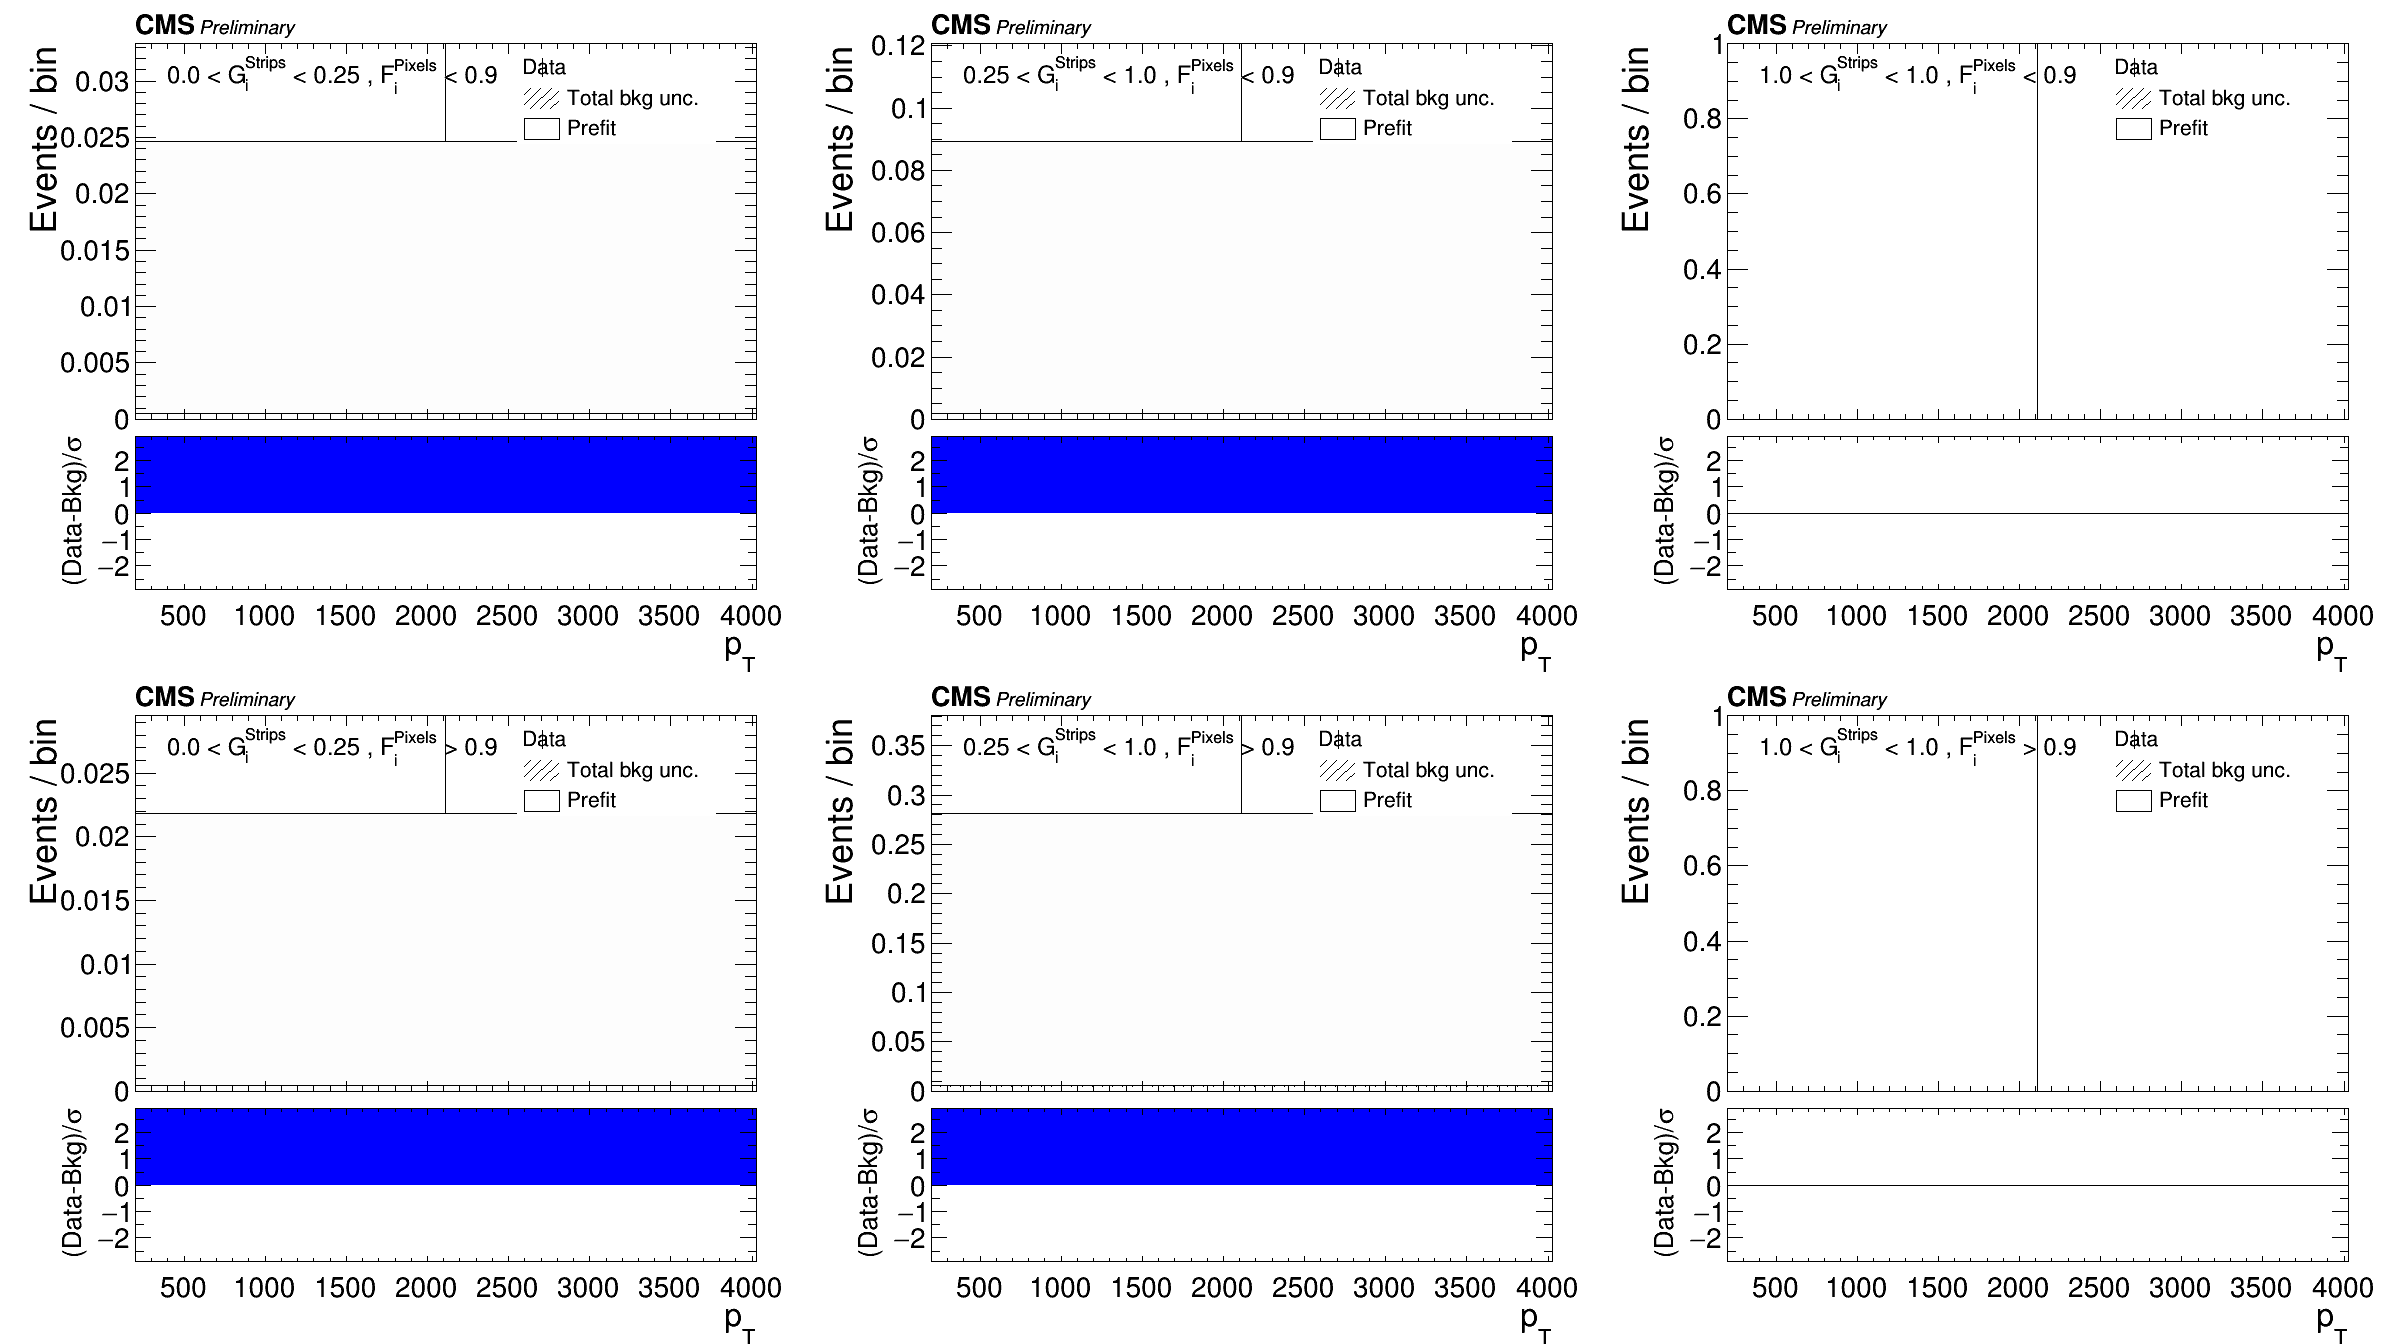 CMS Preliminary
Events / bin
0.0 < G_i^Strips < 0.25 , F_i^Pixels < 0.9
Data
Total bkg unc.
Prefit
0.03
0.025
0.02
0.015
0.01
0.005
0
(Data-Bkg)/σ
2
1
0
−1
−2
500 1000 1500 2000 2500 3000 3500 4000
p_T
CMS Preliminary
Events / bin
0.25 < G_i^Strips < 1.0 , F_i^Pixels < 0.9
Data
Total bkg unc.
Prefit
0.12
0.1
0.08
0.06
0.04
0.02
0
(Data-Bkg)/σ
2
1
0
−1
−2
500 1000 1500 2000 2500 3000 3500 4000
p_T
CMS Preliminary
Events / bin
1.0 < G_i^Strips < 1.0 , F_i^Pixels < 0.9
Data
Total bkg unc.
Prefit
1
0.8
0.6
0.4
0.2
0
(Data-Bkg)/σ
2
1
0
−1
−2
500 1000 1500 2000 2500 3000 3500 4000
p_T
CMS Preliminary
Events / bin
0.0 < G_i^Strips < 0.25 , F_i^Pixels > 0.9
Data
Total bkg unc.
Prefit
0.025
0.02
0.015
0.01
0.005
0
(Data-Bkg)/σ
2
1
0
−1
−2
500 1000 1500 2000 2500 3000 3500 4000
p_T
CMS Preliminary
Events / bin
0.25 < G_i^Strips < 1.0 , F_i^Pixels > 0.9
Data
Total bkg unc.
Prefit
0.35
0.3
0.25
0.2
0.15
0.1
0.05
0
(Data-Bkg)/σ
2
1
0
−1
−2
500 1000 1500 2000 2500 3000 3500 4000
p_T
CMS Preliminary
Events / bin
1.0 < G_i^Strips < 1.0 , F_i^Pixels > 0.9
Data
Total bkg unc.
Prefit
1
0.8
0.6
0.4
0.2
0
(Data-Bkg)/σ
2
1
0
−1
−2
500 1000 1500 2000 2500 3000 3500 4000
p_T